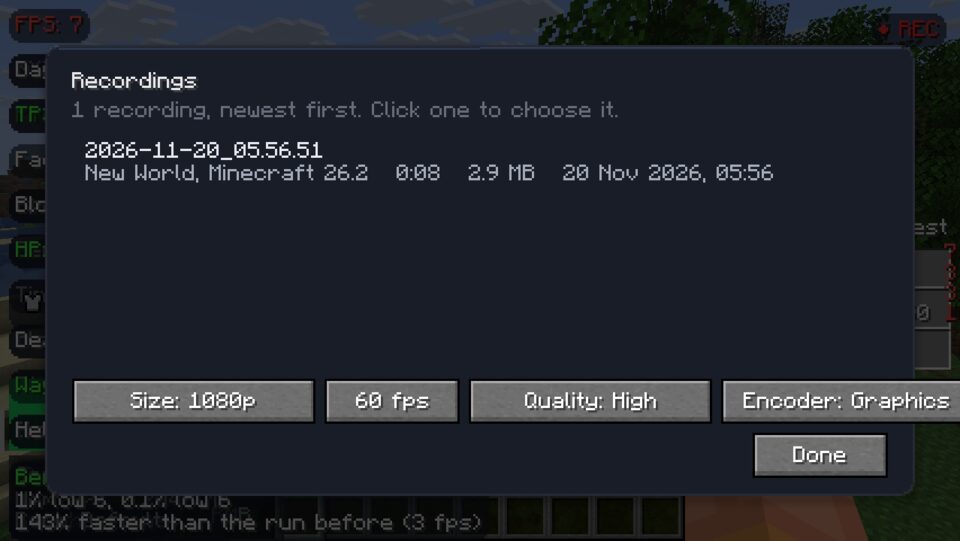 FPS: 7
REC
Recordings
1 recording, newest first. Click one to choose it.
2026-11-20_05.56.51
New World, Minecraft 26.2 0:08 2.9 MB 20 Nov 2026, 05:56
Size: 1080p
60 fps
Quality: High
Encoder: Graphics
Done
1% low 6, 0.1% low 6
143% faster than the run before (3 fps)